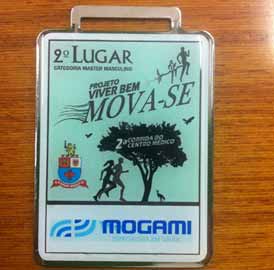 2º LUGAR
CATEGORIA MASTER MASCULINO
PROJETO
VIVER BEM
MOVA-SE
2ª CORRIDA DO
CENTRO MÉDICO
MOGAMI